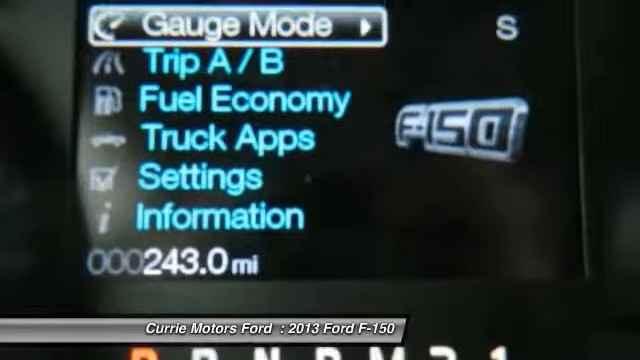 Gauge Mode S
Trip A / B
Fuel Economy
F-150
Truck Apps
Settings
i Information
000243.0 mi
Currie Motors Ford : 2013 Ford F-150